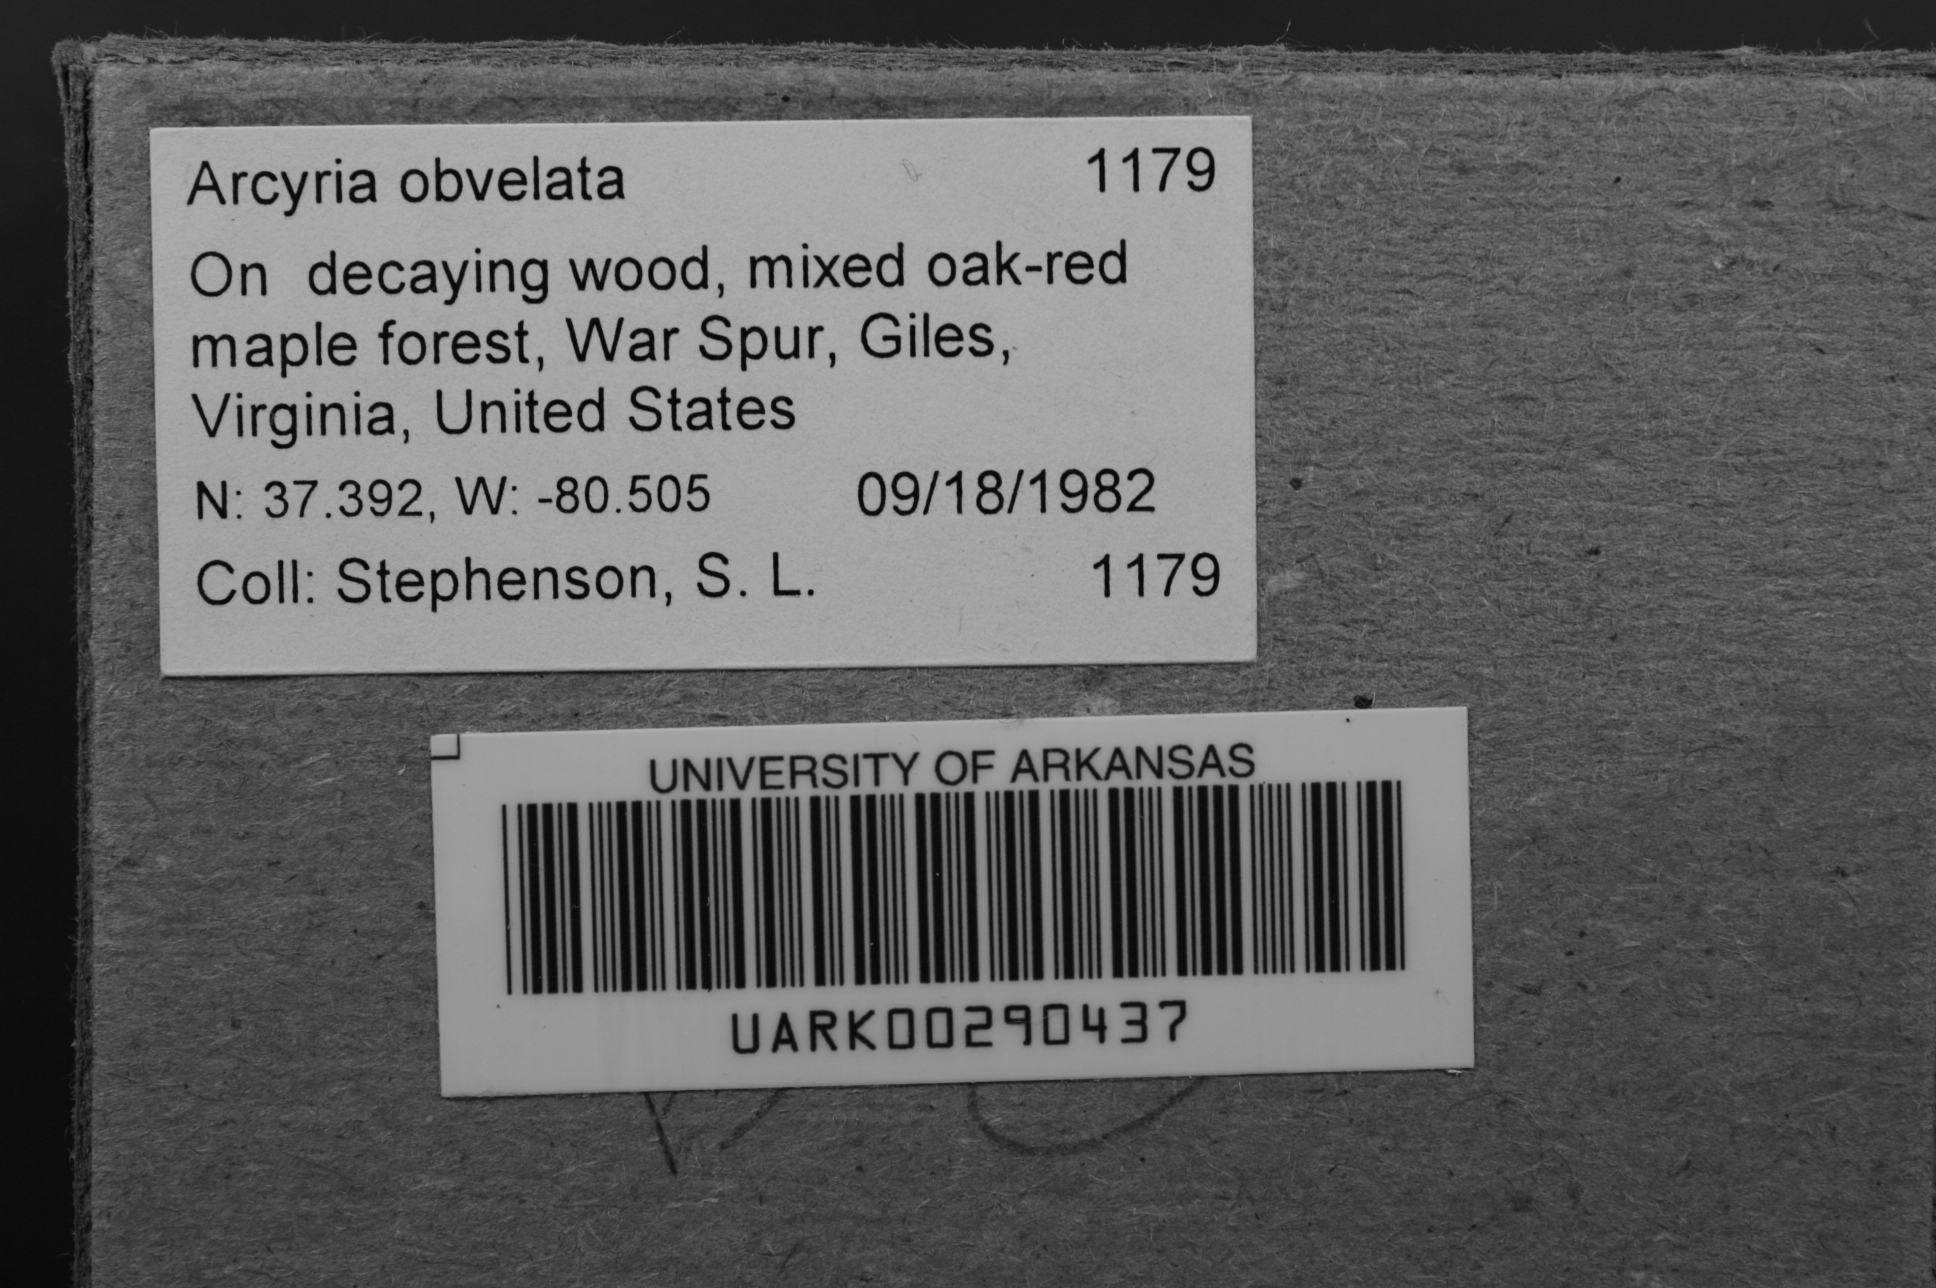 Arcyria obvelata 1179
On decaying wood, mixed oak-red
maple forest, War Spur, Giles,
Virginia, United States
N: 37.392, W: -80.505 09/18/1982
Coll: Stephenson, S. L. 1179
UNIVERSITY OF ARKANSAS
UARK00290437